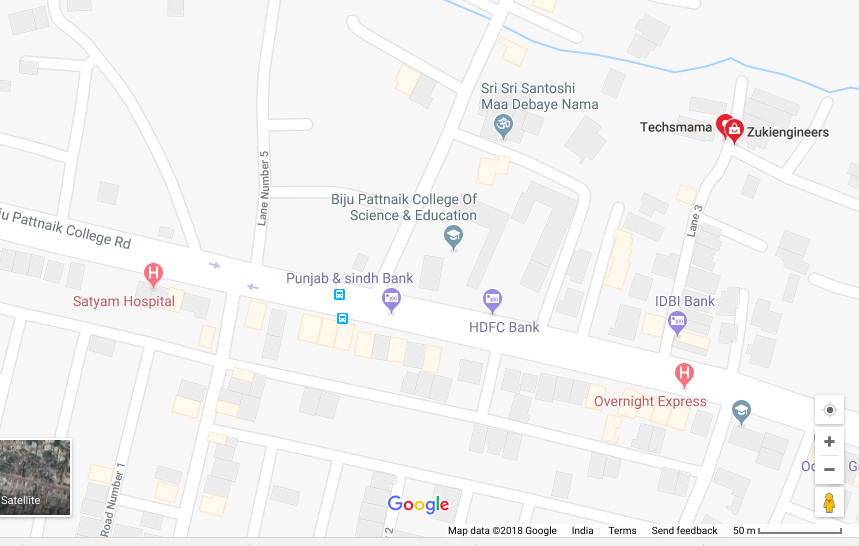 Sri Sri Santoshi
Maa Debaye Nama
Techsmama
Zukiengineers
Lane Number 5
Biju Pattnaik College Of
Science & Education
Lane 3
ju Pattnaik College Rd
Punjab & sindh Bank
Satyam Hospital
IDBI Bank
HDFC Bank
H
H
Overnight Express
Road Number 1
Satellite
Google
2
Map data ©2018 Google
India
Terms
Send feedback
50 m